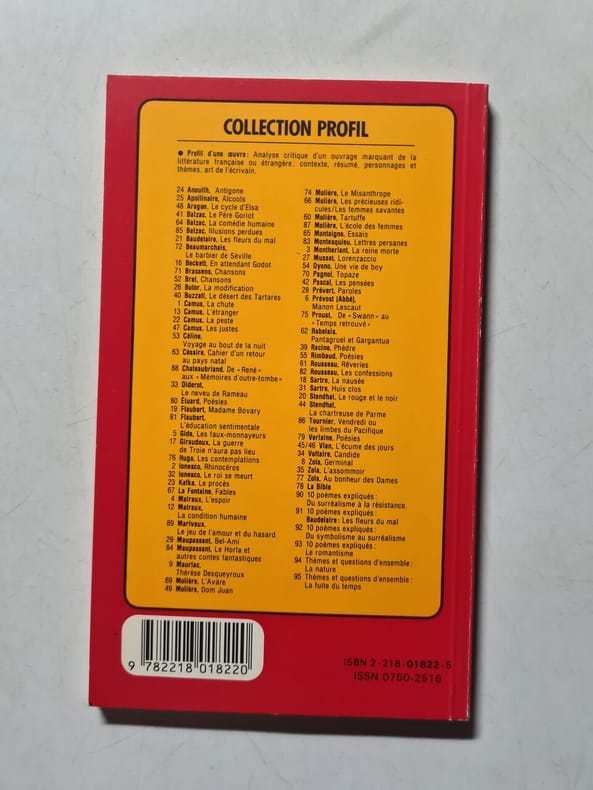 COLLECTION PROFIL
● Profil d'une œuvre: Analyse critique d'un ouvrage marquant de la
littérature française ou étrangère: contexte, résumé, personnages et
thèmes, art de l'écrivain.
24 Anouilh, Antigone
25 Apollinaire, Alcools
48 Aragon, Le cycle d'Elsa
41 Balzac, Le Père Goriot
64 Balzac, La comédie humaine
85 Balzac, Illusions perdues
21 Baudelaire, Les fleurs du mal
72 Beaumarchais,
Le barbier de Séville
16 Beckett, En attendant Godot
71 Brassens, Chansons
52 Brel, Chansons
26 Butor, La modification
40 Buzzati, Le désert des Tartares
1 Camus, La chute
13 Camus, L'étranger
22 Camus, La peste
47 Camus, Les justes
53 Céline,
Voyage au bout de la nuit
63 Césaire, Cahier d'un retour
au pays natal
88 Chateaubriand, De «René»
aux «Mémoires d'outre-tombe»
33 Diderot,
Le neveu de Rameau
80 Éluard, Poésies
19 Flaubert, Madame Bovary
81 Flaubert,
L'éducation sentimentale
5 Gide, Les faux-monnayeurs
17 Giraudoux, La guerre
de Troie n'aura pas lieu
76 Hugo, Les contemplations
2 Ionesco, Rhinocéros
32 Ionesco, Le roi se meurt
23 Kafka, Le procès
67 La Fontaine, Fables
4 Malraux, L'espoir
12 Malraux,
La condition humaine
89 Marivaux,
Le jeu de l'amour et du hasard
29 Maupassant, Bel-Ami
84 Maupassant, Le Horla et
autres contes fantastiques
9 Mauriac,
Thérèse Desqueyroux
69 Molière, L'Avare
49 Molière, Dom Juan
74 Molière, Le Misanthrope
66 Molière, Les précieuses ridi-
cules/Les femmes savantes
60 Molière, Tartuffe
87 Molière, L'école des femmes
65 Montaigne, Essais
83 Montesquieu, Lettres persanes
3 Montherlant, La reine morte
27 Musset, Lorenzaccio
54 Oyono, Une vie de boy
70 Pagnol, Topaze
42 Pascal, Les pensées
28 Prévert, Paroles
6 Prévost (Abbé),
Manon Lescaut
75 Proust, De «Swann» au
«Temps retrouvé»
62 Rabelais,
Pantagruel et Gargantua
39 Racine, Phèdre
55 Rimbaud, Poésies
61 Rousseau, Rêveries
82 Rousseau, Les confessions
18 Sartre, La nausée
31 Sartre, Huis clos
20 Stendhal, Le rouge et le noir
44 Stendhal,
La chartreuse de Parme
86 Tournier, Vendredi ou
les limbes du Pacifique
79 Verlaine, Poésies
45/46 Vian, L'écume des jours
34 Voltaire, Candide
8 Zola, Germinal
35 Zola, L'assommoir
77 Zola, Au bonheur des Dames
78 La Bible
90 10 poèmes expliqués:
Du surréalisme à la résistance.
91 10 poèmes expliqués:
Baudelaire: Les fleurs du mal
92 10 poèmes expliqués:
Du symbolisme au surréalisme
93 10 poèmes expliqués:
Le romantisme
94 Thèmes et questions d'ensemble:
La nature
95 Thèmes et questions d'ensemble:
La fuite du temps
9 782218 018220
ISBN 2-218-01822-5
ISSN 0750-2516